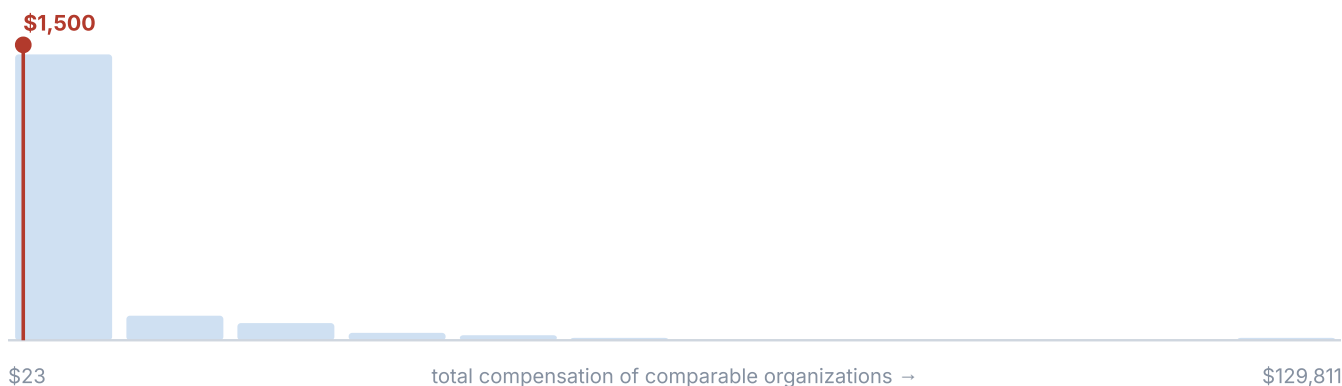 $1,500
$23 total compensation of comparable organizations → $129,811